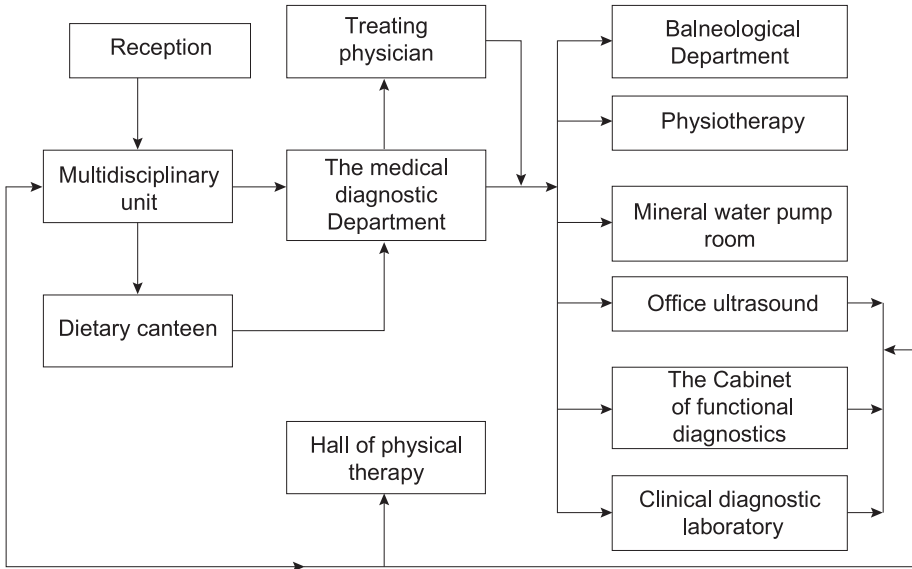 Reception
Treating
physician
Balneological
Department
Physiotherapy
Multidisciplinary
unit
The medical
diagnostic
Department
Mineral water pump
room
Dietary canteen
Office ultrasound
The Cabinet
of functional
diagnostics
Hall of physical
therapy
Clinical diagnostic
laboratory